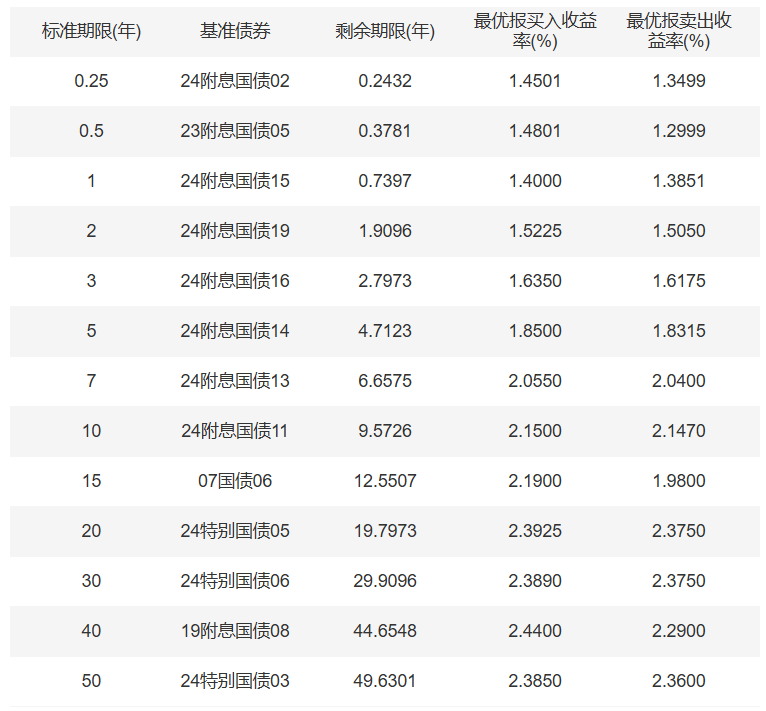 标准期限(年) 基准债券 剩余期限(年) 最优报买入收益率(%) 最优报卖出收益率(%)
0.25 24附息国债02 0.2432 1.4501 1.3499
0.5 23附息国债05 0.3781 1.4801 1.2999
1 24附息国债15 0.7397 1.4000 1.3851
2 24附息国债19 1.9096 1.5225 1.5050
3 24附息国债16 2.7973 1.6350 1.6175
5 24附息国债14 4.7123 1.8500 1.8315
7 24附息国债13 6.6575 2.0550 2.0400
10 24附息国债11 9.5726 2.1500 2.1470
15 07国债06 12.5507 2.1900 1.9800
20 24特别国债05 19.7973 2.3925 2.3750
30 24特别国债06 29.9096 2.3890 2.3750
40 19附息国债08 44.6548 2.4400 2.2900
50 24特别国债03 49.6301 2.3850 2.3600